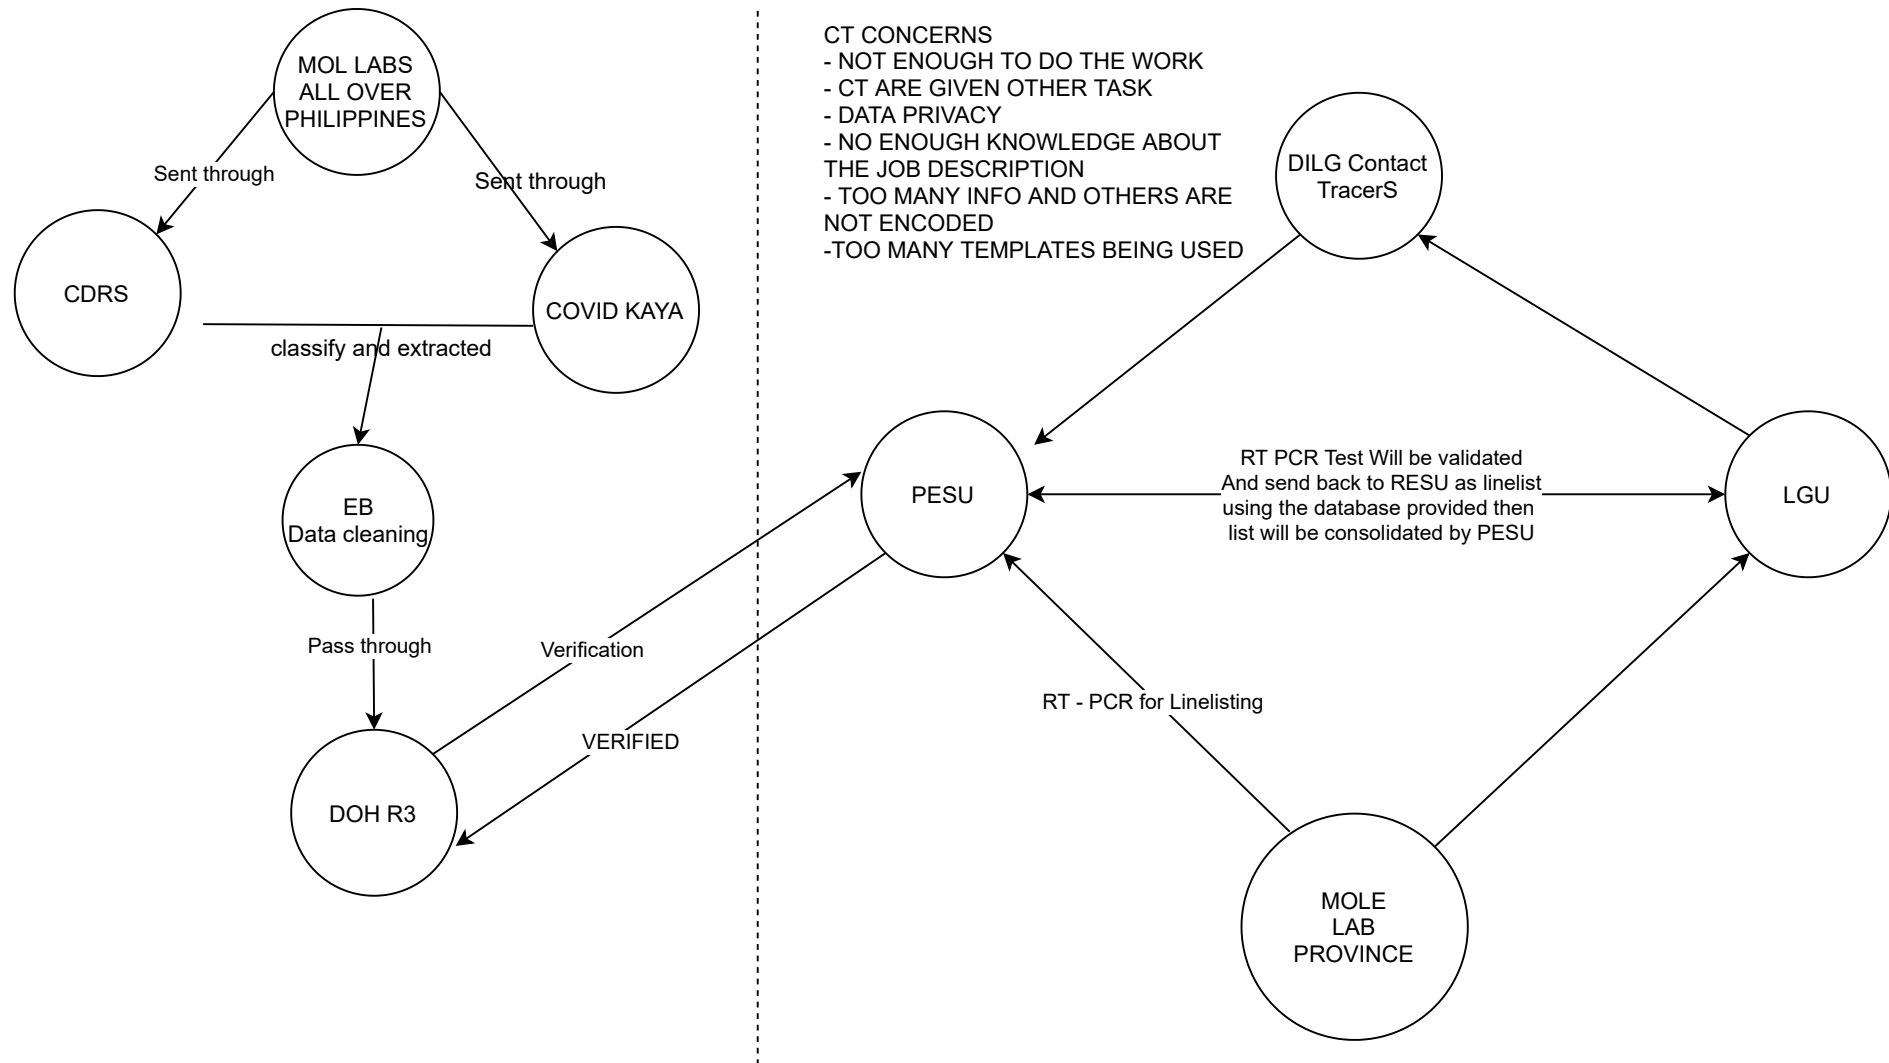 MOL LABS
ALL OVER
PHILIPPINES
Sent through
Sent through
CDRS
COVID KAYA
classify and extracted
EB
Data cleaning
Pass through
DOH R3
Verification
VERIFIED
CT CONCERNS
- NOT ENOUGH TO DO THE WORK
- CT ARE GIVEN OTHER TASK
- DATA PRIVACY
- NO ENOUGH KNOWLEDGE ABOUT
THE JOB DESCRIPTION
- TOO MANY INFO AND OTHERS ARE
NOT ENCODED
-TOO MANY TEMPLATES BEING USED
DILG Contact
TracerS
PESU
RT PCR Test Will be validated
And send back to RESU as linelist
using the database provided then
list will be consolidated by PESU
LGU
RT - PCR for Linelisting
MOLE
LAB
PROVINCE